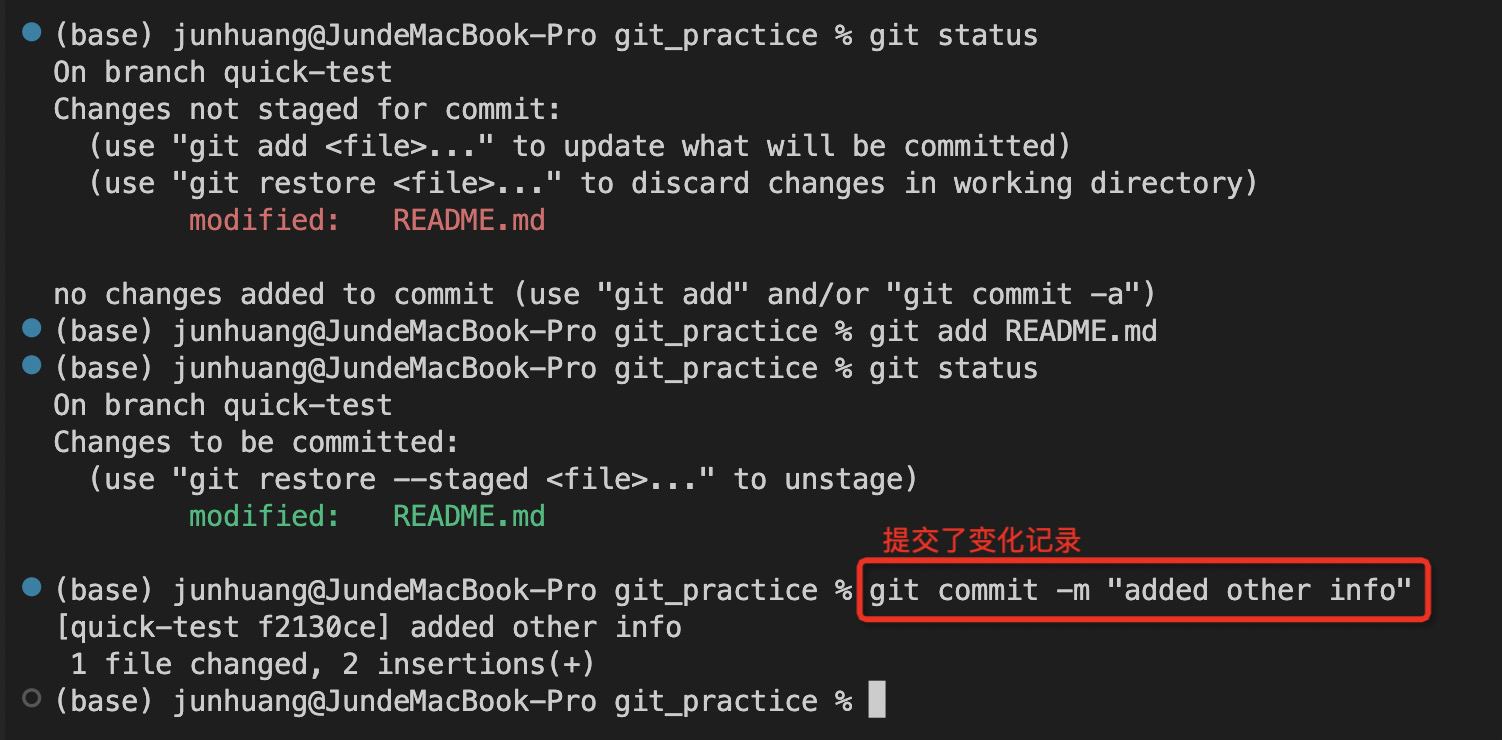 (base) junhuang@JundeMacBook-Pro git_practice % git status
On branch quick-test
Changes not staged for commit:
  (use "git add <file>..." to update what will be committed)
  (use "git restore <file>..." to discard changes in working directory)
        modified:   README.md

no changes added to commit (use "git add" and/or "git commit -a")
(base) junhuang@JundeMacBook-Pro git_practice % git add README.md
(base) junhuang@JundeMacBook-Pro git_practice % git status
On branch quick-test
Changes to be committed:
  (use "git restore --staged <file>..." to unstage)
        modified:   README.md

提交了变化记录
(base) junhuang@JundeMacBook-Pro git_practice % git commit -m "added other info"
[quick-test f2130ce] added other info
 1 file changed, 2 insertions(+)
(base) junhuang@JundeMacBook-Pro git_practice %